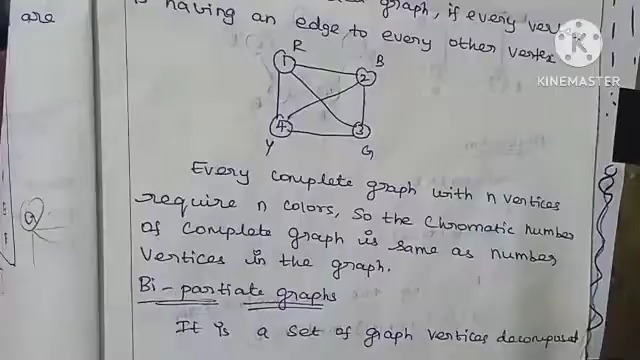 graph, if every ver
is having an edge to every other vertex
are
KINEMASTER
R
B
1
2
4
3
Y
G
Every complete graph with n vertices
require n colors, so the chromatic number
of complete graph is same as number
vertices in the graph.
Bi-partiate graphs
It is a set of graph vertices decomposed